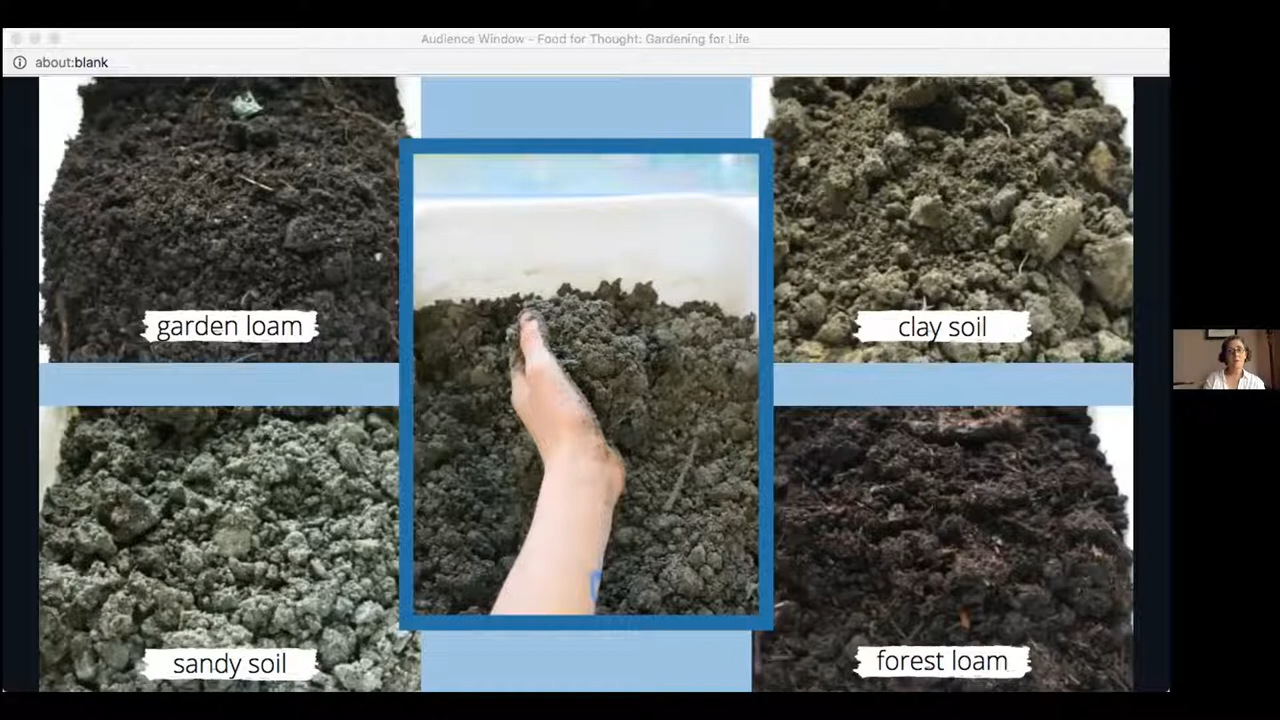 Audience Window - Food for Thought: Gardening for Life
about:blank
garden loam
clay soil
sandy soil
forest loam